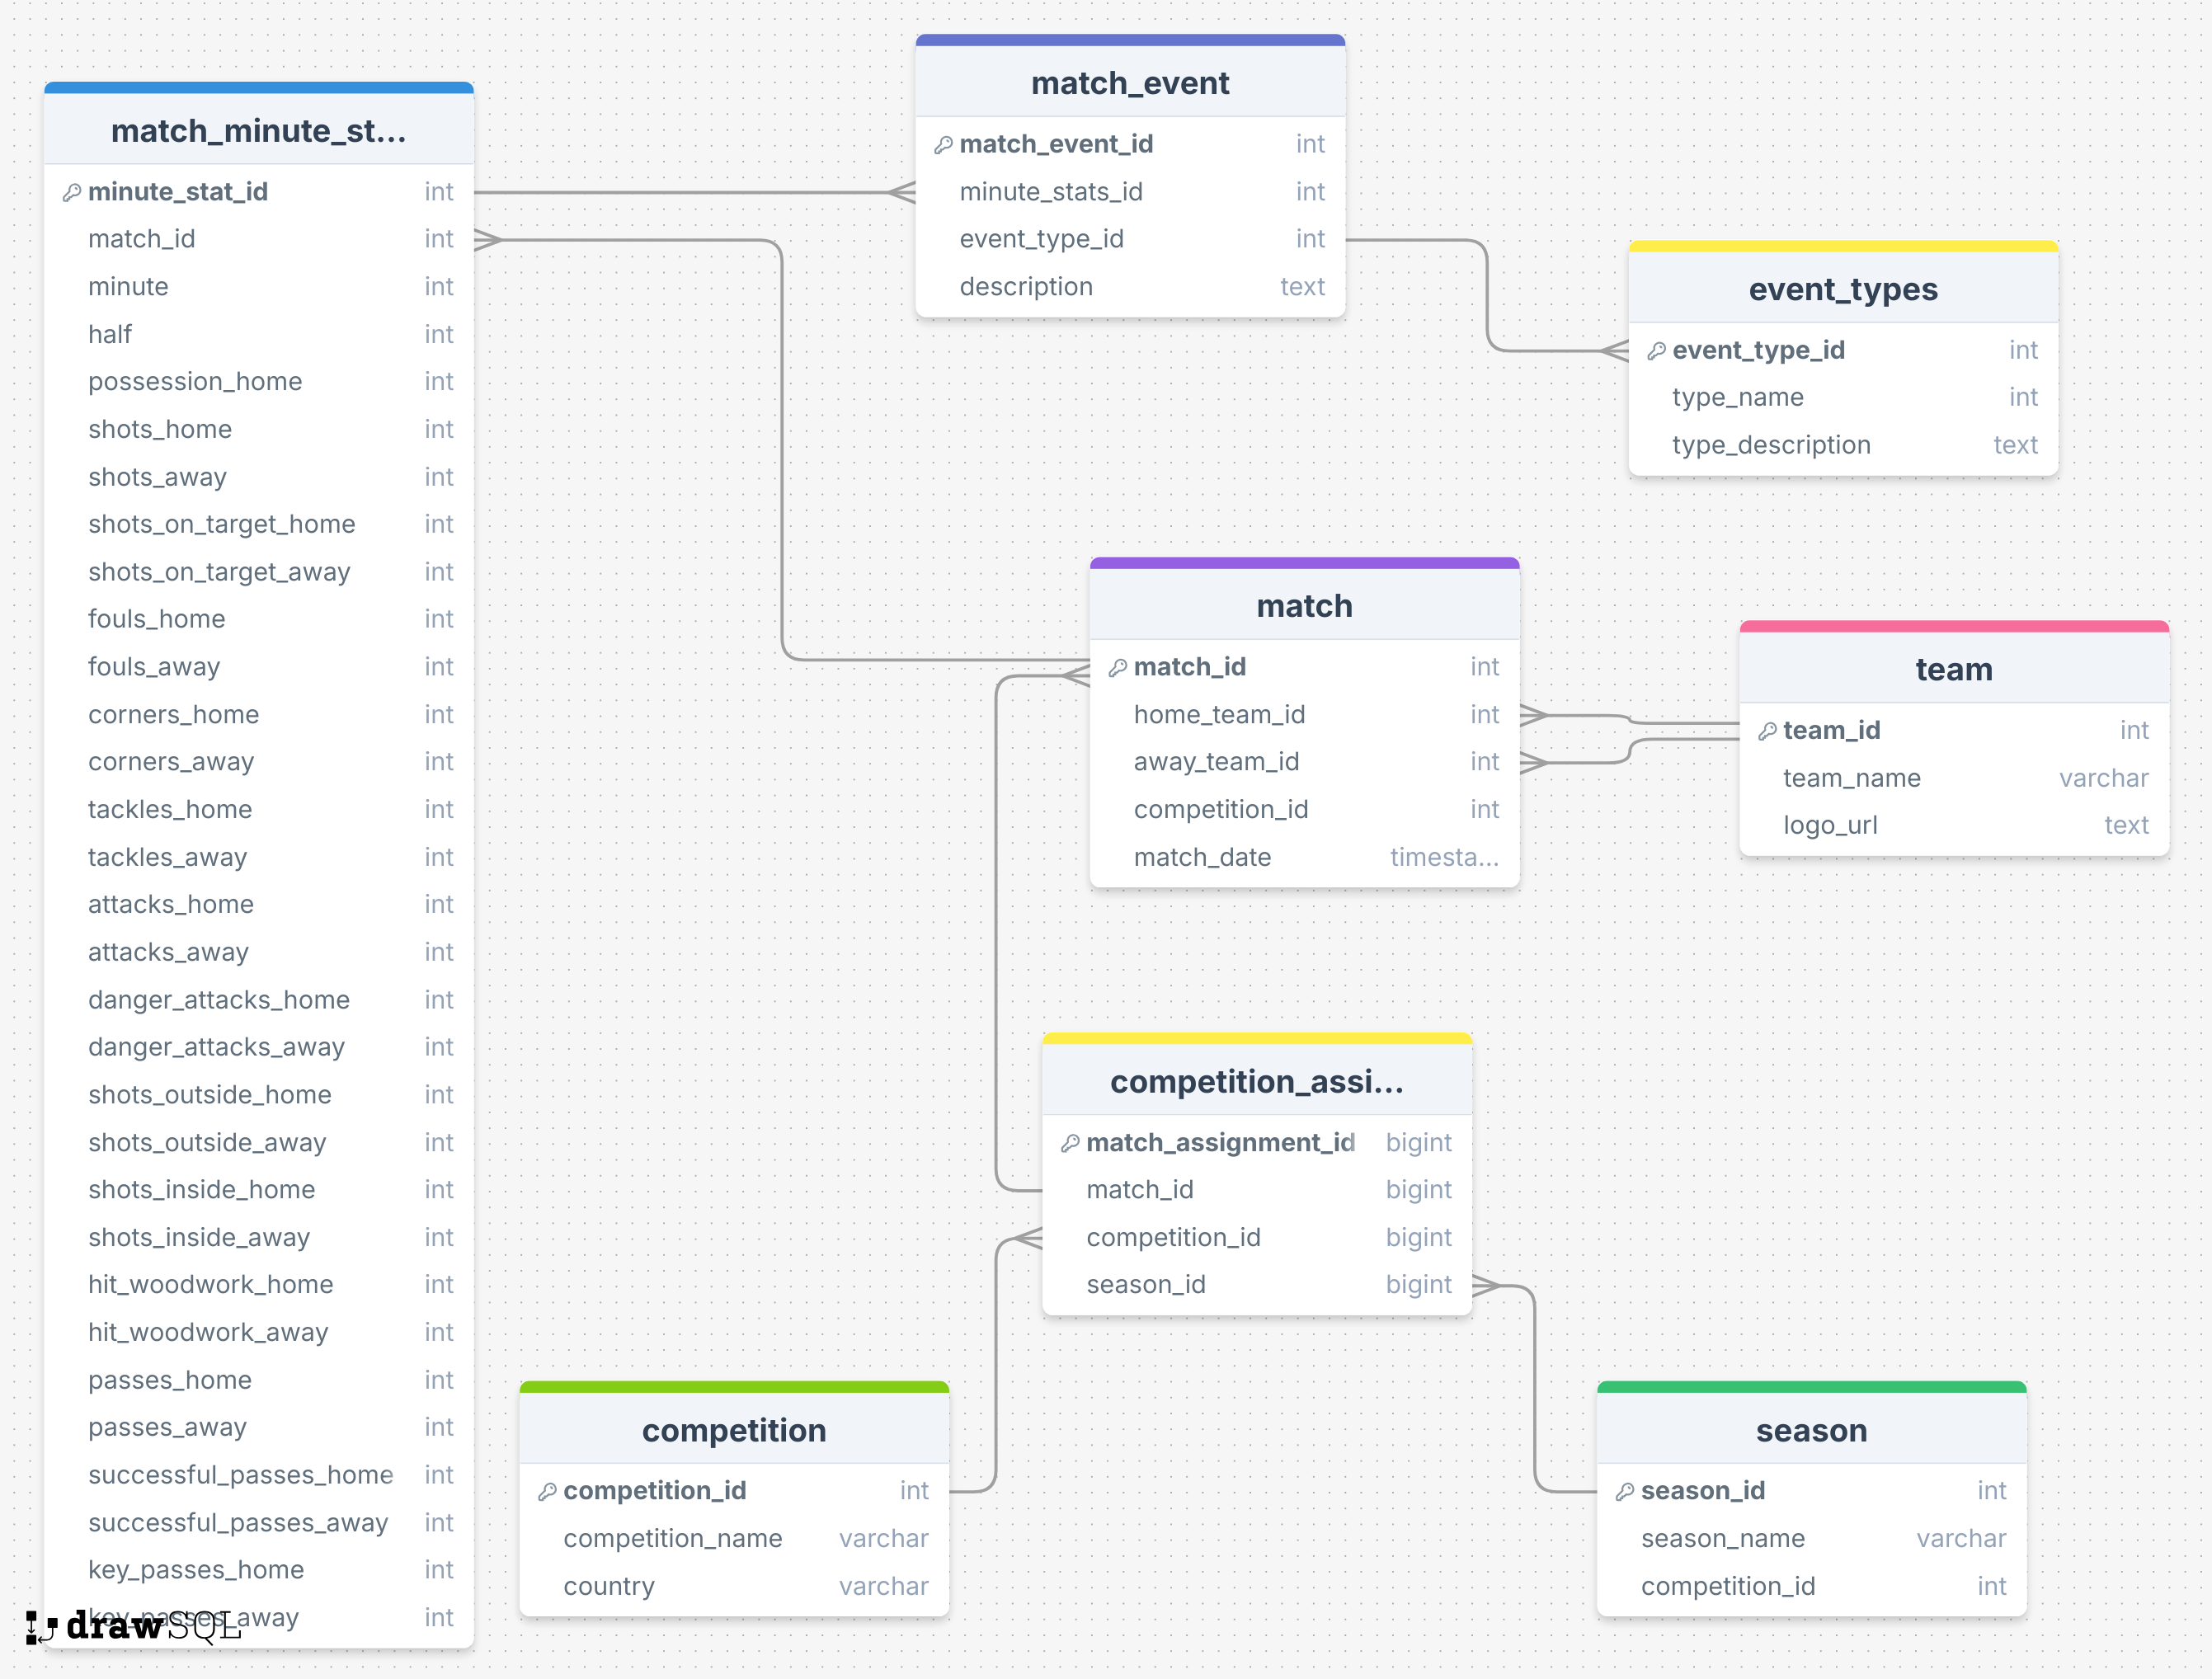 match_minute_st...
minute_stat_id int
match_id int
minute int
half int
possession_home int
shots_home int
shots_away int
shots_on_target_home int
shots_on_target_away int
fouls_home int
fouls_away int
corners_home int
corners_away int
tackles_home int
tackles_away int
attacks_home int
attacks_away int
danger_attacks_home int
danger_attacks_away int
shots_outside_home int
shots_outside_away int
shots_inside_home int
shots_inside_away int
hit_woodwork_home int
hit_woodwork_away int
passes_home int
passes_away int
successful_passes_home int
successful_passes_away int
key_passes_home int
key_passes_away int
match_event
match_event_id int
minute_stats_id int
event_type_id int
description text
event_types
event_type_id int
type_name int
type_description text
match
match_id int
home_team_id int
away_team_id int
competition_id int
match_date timesta...
team
team_id int
team_name varchar
logo_url text
competition_assi...
match_assignment_id bigint
match_id bigint
competition_id bigint
season_id bigint
competition
competition_id int
competition_name varchar
country varchar
season
season_id int
season_name varchar
competition_id int
drawSQL